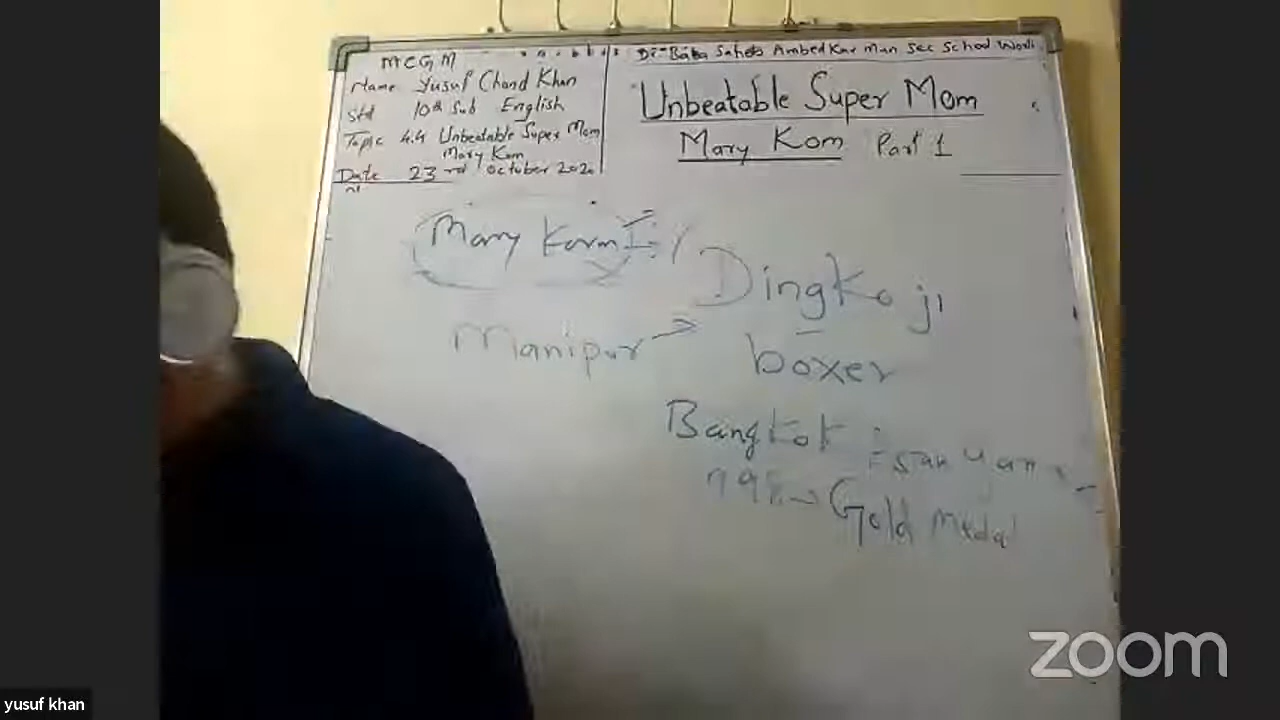 MCGM
Name Yusuf Chand Khan
Std 10th Sub English
Topic 4.4 Unbeatable Super Mom
Mary Kom
Date 23rd October 2020
Dr. Baba Saheb Ambedkar Mun Sec School Worli
Unbeatable Super Mom
Mary Kom Part 1
Mary Kom
Dingko ji
Manipur →
boxer
Bangkok
Gold Medal
zoom
yusuf khan